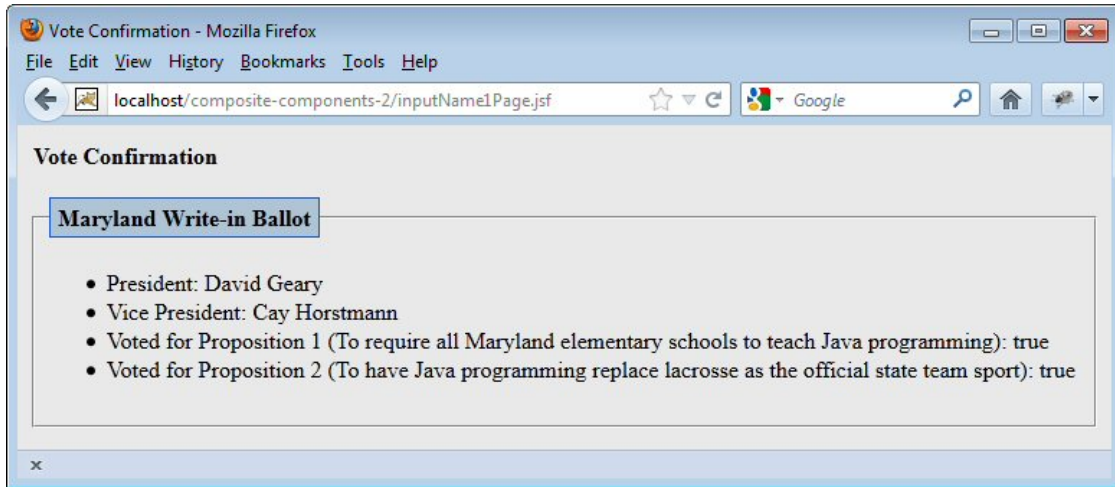 Vote Confirmation - Mozilla Firefox
File Edit View History Bookmarks Tools Help
localhost/composite-components-2/inputName1Page.jsf Google
Vote Confirmation
Maryland Write-in Ballot
• President: David Geary
• Vice President: Cay Horstmann
• Voted for Proposition 1 (To require all Maryland elementary schools to teach Java programming): true
• Voted for Proposition 2 (To have Java programming replace lacrosse as the official state team sport): true
x